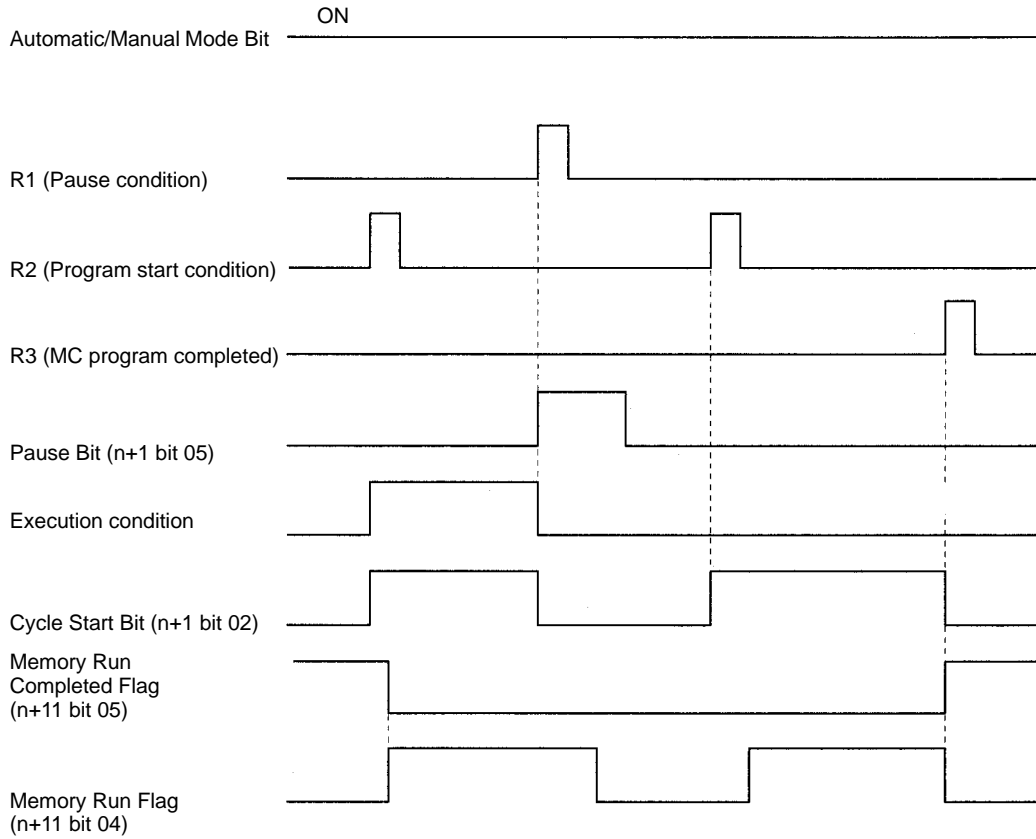 ON
Automatic/Manual Mode Bit
R1 (Pause condition)
R2 (Program start condition)
R3 (MC program completed)
Pause Bit (n+1 bit 05)
Execution condition
Cycle Start Bit (n+1 bit 02)
Memory Run
Completed Flag
(n+11 bit 05)
Memory Run Flag
(n+11 bit 04)